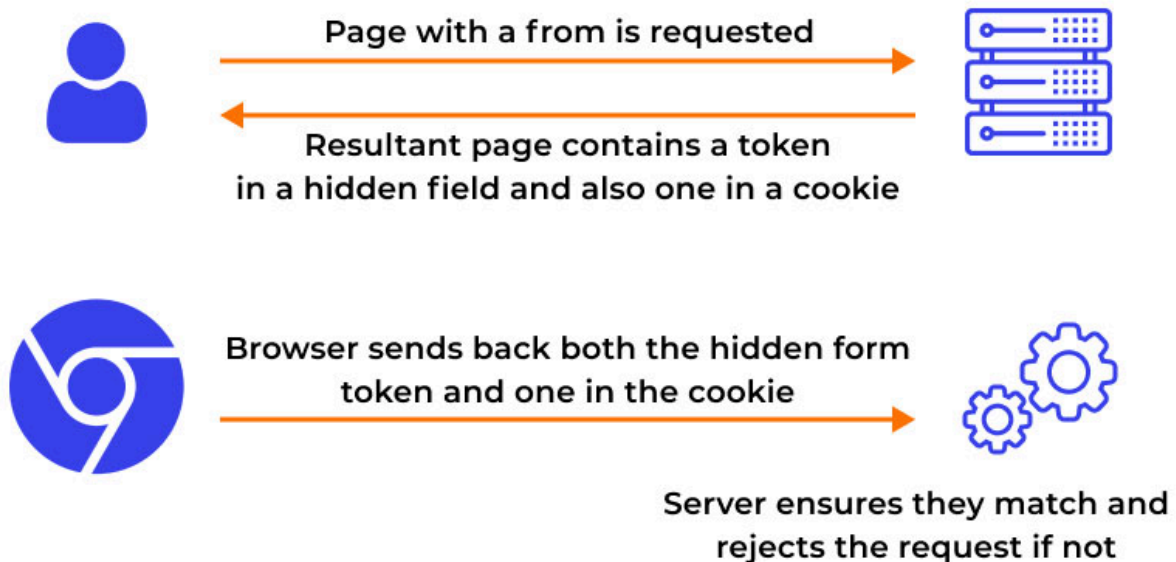 Page with a from is requested
Resultant page contains a token
in a hidden field and also one in a cookie
Browser sends back both the hidden form
token and one in the cookie
Server ensures they match and
rejects the request if not